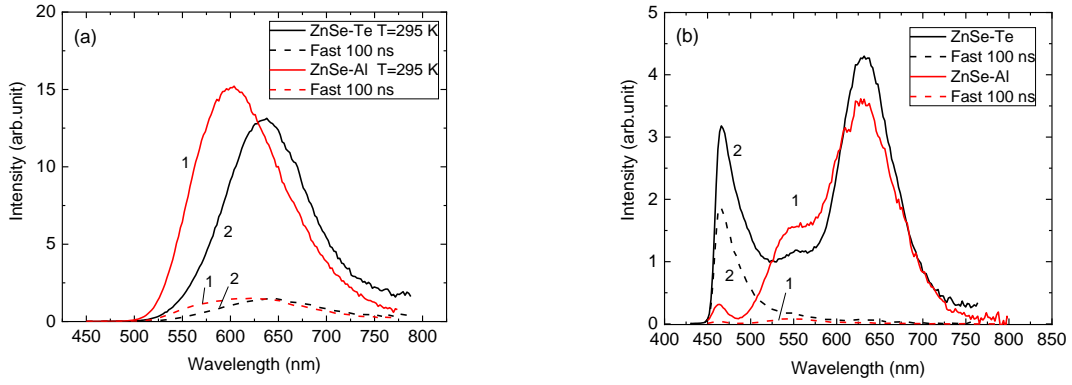 (a)
ZnSe-Te T=295 K
Fast 100 ns
ZnSe-Al T=295 K
Fast 100 ns
20
15
10
5
0
Intensity (arb.unit)
1
2
1
2
450 500 550 600 650 700 750 800
Wavelength (nm)
(b)
ZnSe-Te
Fast 100 ns
ZnSe-Al
Fast 100 ns
5
4
3
2
1
0
Intensity (arb.unit)
2
1
2
1
400 450 500 550 600 650 700 750 800 850
Wavelength (nm)